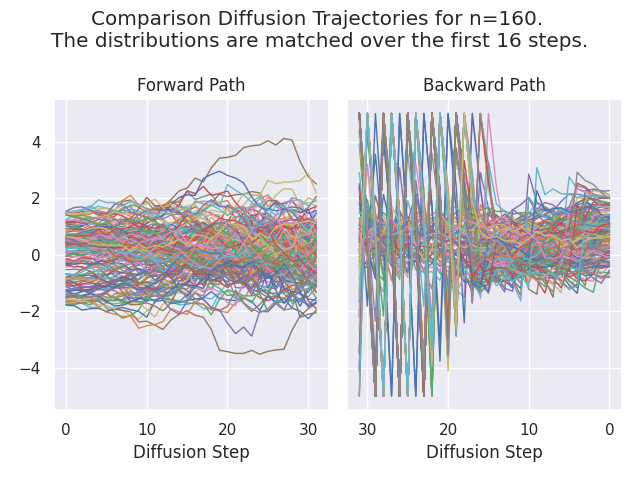 Comparison Diffusion Trajectories for n=160.
The distributions are matched over the first 16 steps.
Forward Path
Backward Path
4
2
0
−2
−4
0 10 20 30
30 20 10 0
Diffusion Step
Diffusion Step